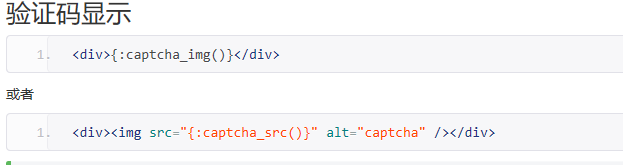 验证码显示
1. <div>{:captcha_img()}</div>
或者
1. <div><img src="{:captcha_src()}" alt="captcha" /></div>